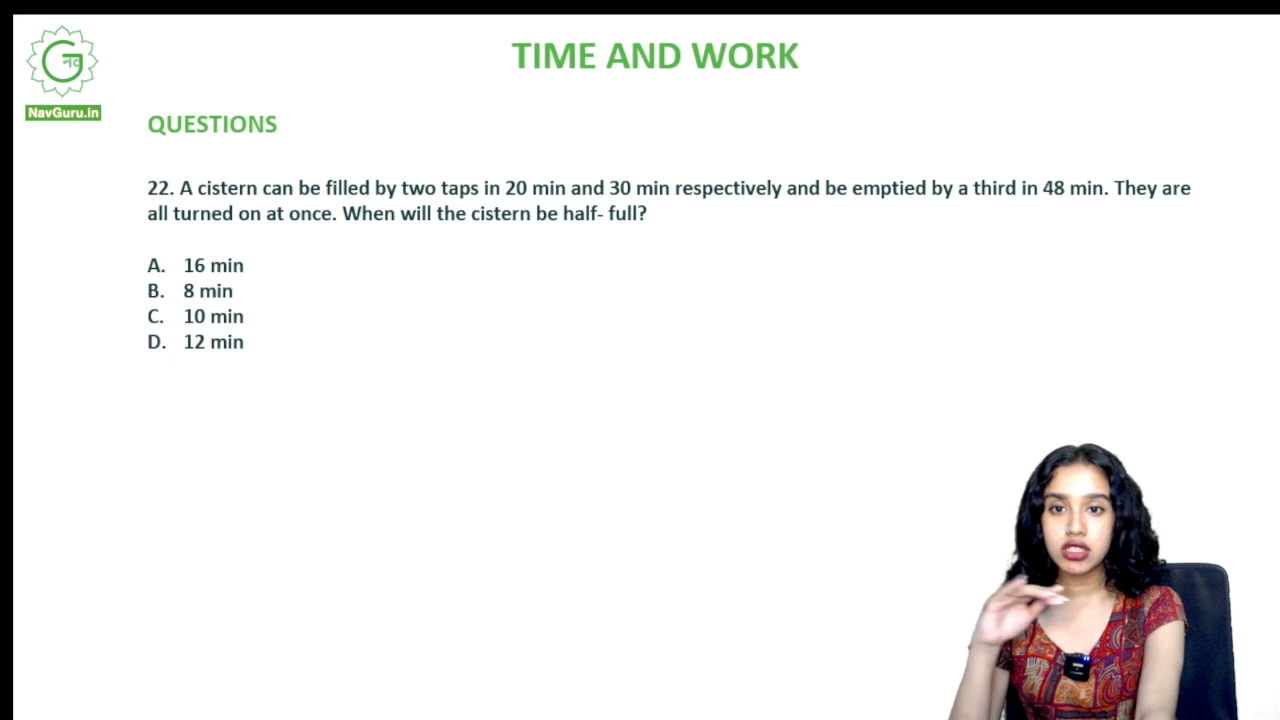 TIME AND WORK
नव
NavGuru.in
QUESTIONS
22. A cistern can be filled by two taps in 20 min and 30 min respectively and be emptied by a third in 48 min. They are
all turned on at once. When will the cistern be half- full?
A. 16 min
B. 8 min
C. 10 min
D. 12 min